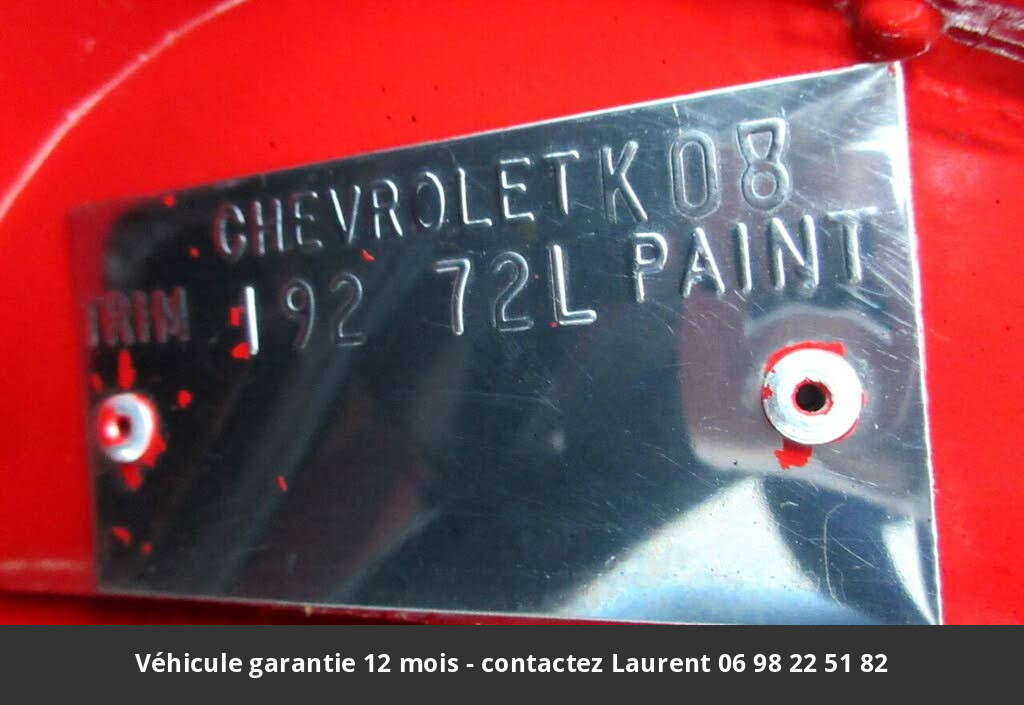 CHEVROLET K08
TRIM 192 72L PAINT
Véhicule garantie 12 mois - contactez Laurent 06 98 22 51 82